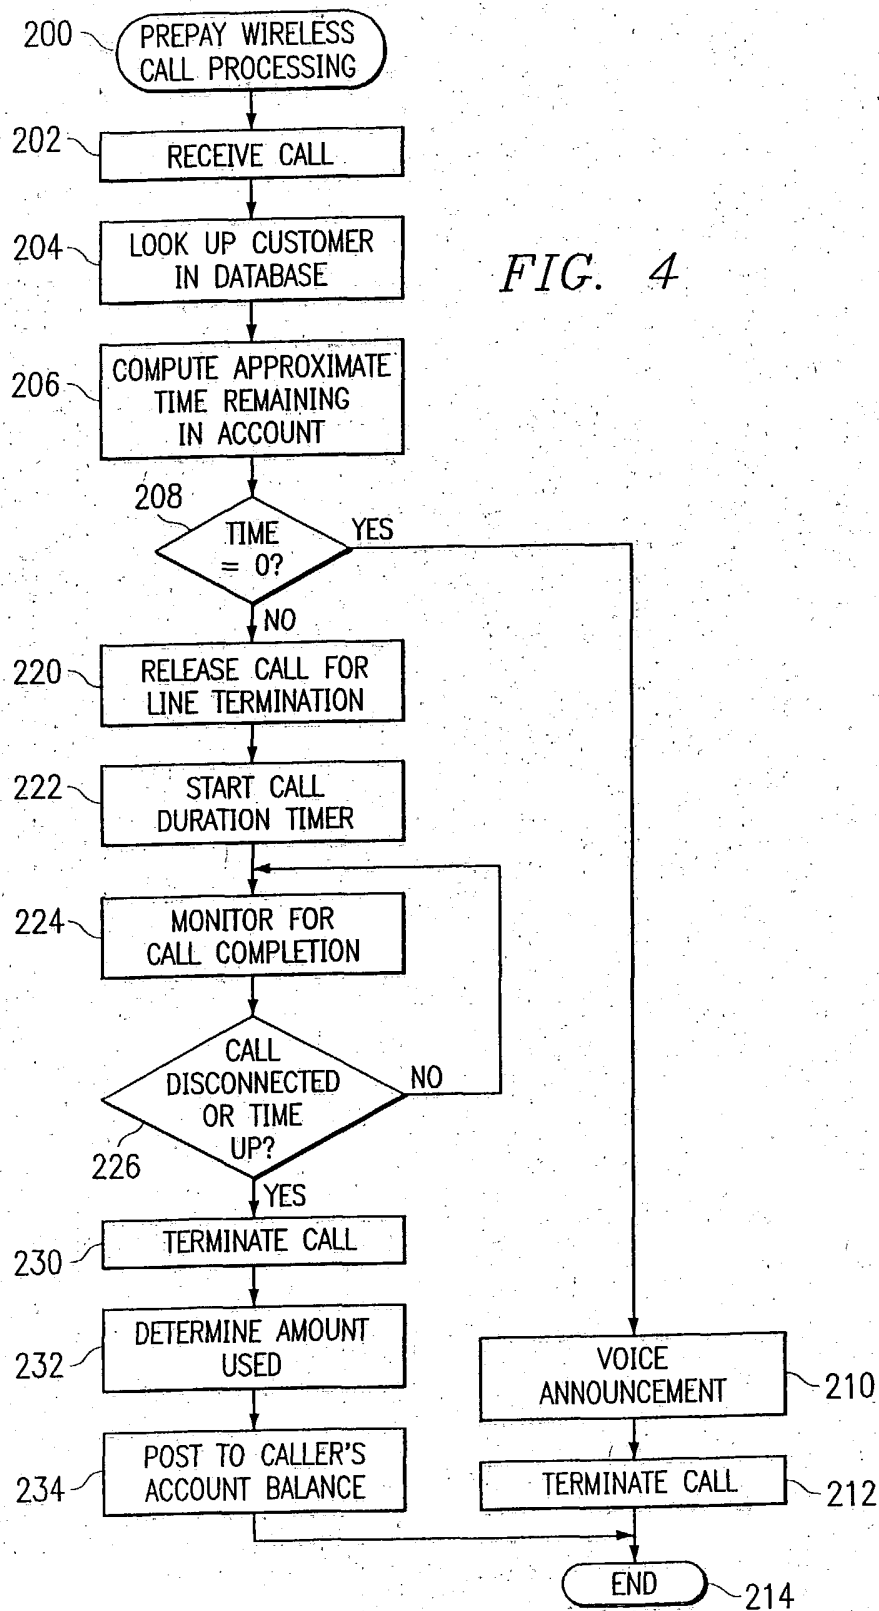 200
PREPAY WIRELESS
CALL PROCESSING
202
RECEIVE CALL
204
LOOK UP CUSTOMER
IN DATABASE
FIG. 4
206
COMPUTE APPROXIMATE
TIME REMAINING
IN ACCOUNT
208
TIME
= 0?
YES
NO
220
RELEASE CALL FOR
LINE TERMINATION
222
START CALL
DURATION TIMER
224
MONITOR FOR
CALL COMPLETION
CALL
DISCONNECTED
OR TIME
UP?
NO
226
YES
230
TERMINATE CALL
232
DETERMINE AMOUNT
USED
VOICE
ANNOUNCEMENT
210
234
POST TO CALLER'S
ACCOUNT BALANCE
TERMINATE CALL
212
END
214